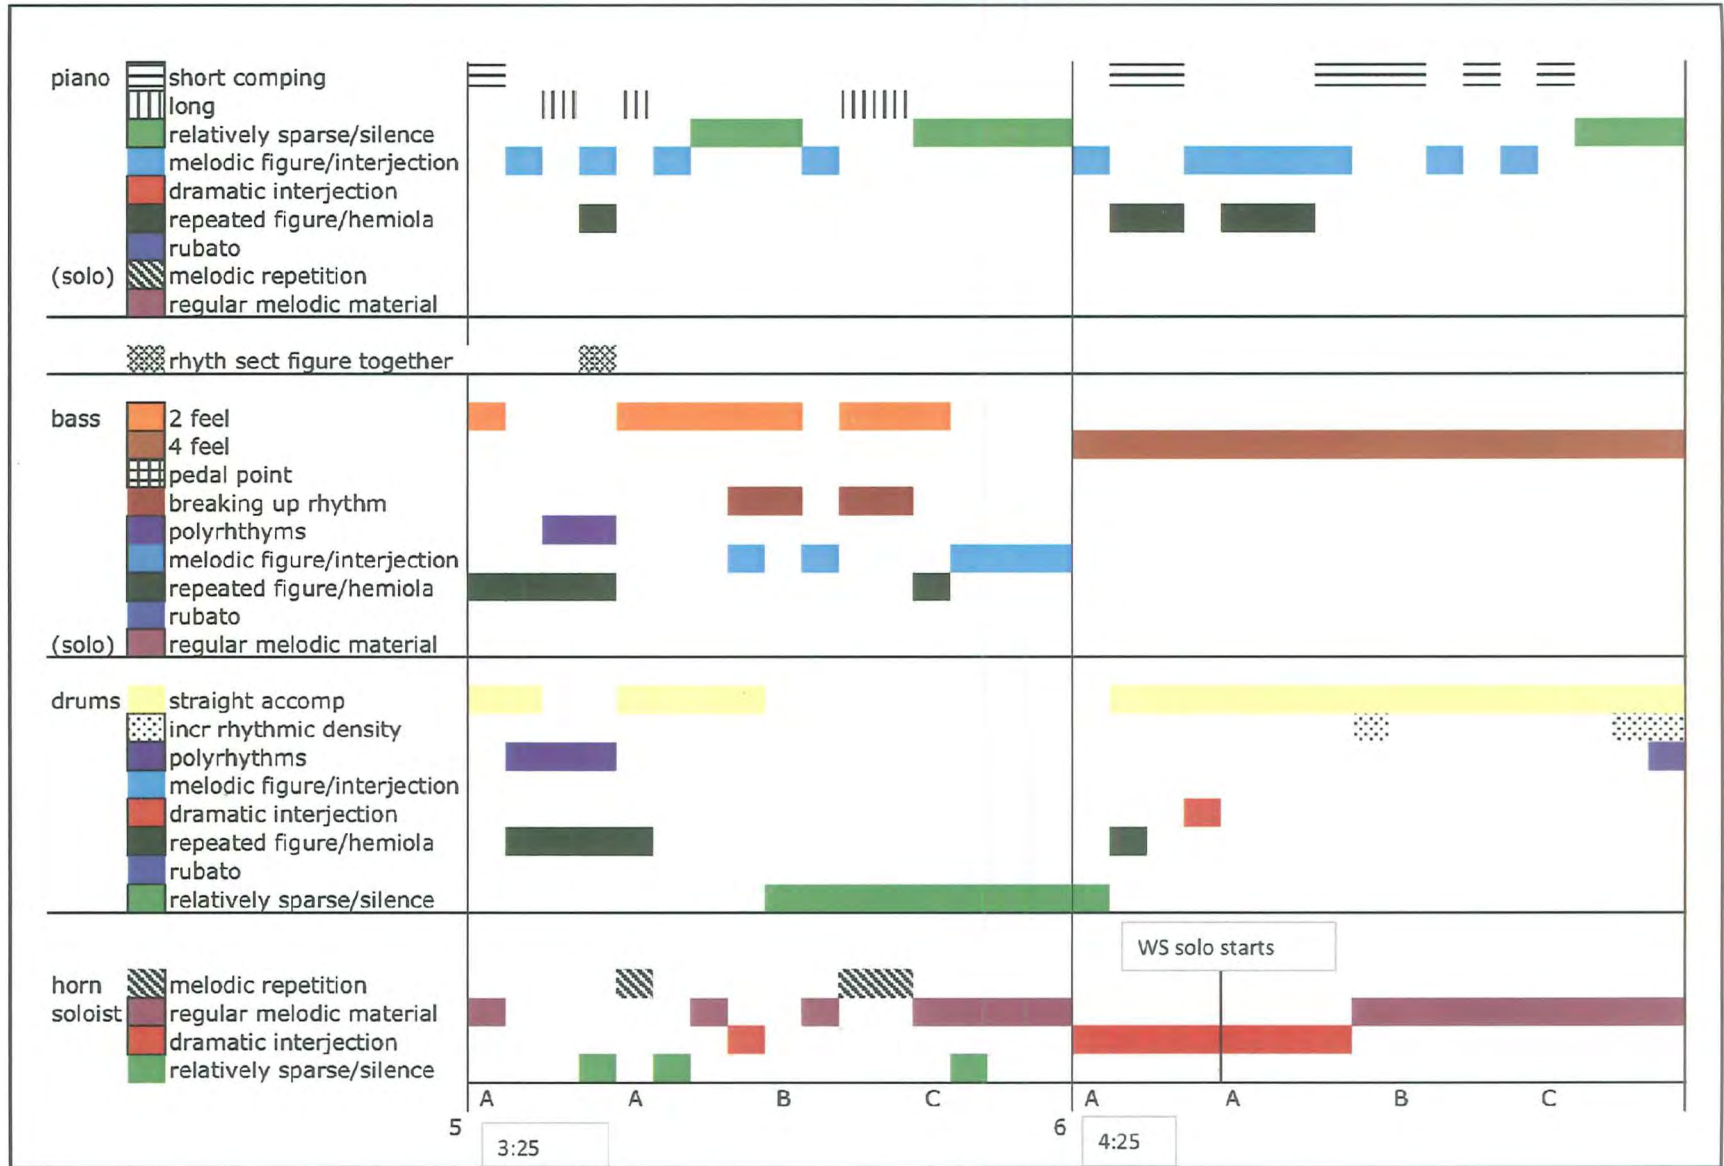 piano short comping
long
relatively sparse/silence
melodic figure/interjection
dramatic interjection
repeated figure/hemiola
rubato
(solo) melodic repetition
regular melodic material
rhyth sect figure together
bass 2 feel
4 feel
pedal point
breaking up rhythm
polyrhthyms
melodic figure/interjection
repeated figure/hemiola
rubato
(solo) regular melodic material
drums straight accomp
incr rhythmic density
polyrhythms
melodic figure/interjection
dramatic interjection
repeated figure/hemiola
rubato
relatively sparse/silence
WS solo starts
horn melodic repetition
soloist regular melodic material
dramatic interjection
relatively sparse/silence
A A B C A A B C
5 3:25 6 4:25